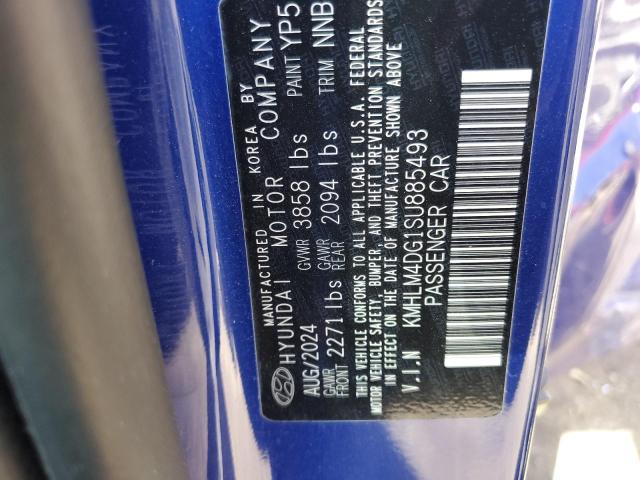 MANUFACTURED IN KOREA BY
HYUNDAI MOTOR COMPANY
AUG/2024 GVWR 3858 lbs PAINT YP5
GAWR FRONT 2271 lbs GAWR REAR 2094 lbs TRIM NNB
THIS VEHICLE CONFORMS TO ALL APPLICABLE U.S.A. FEDERAL
MOTOR VEHICLE SAFETY, BUMPER, AND THEFT PREVENTION STANDARDS
IN EFFECT ON THE DATE OF MANUFACTURE SHOWN ABOVE
V.I.N KMHLM4DG1SU885493
PASSENGER CAR